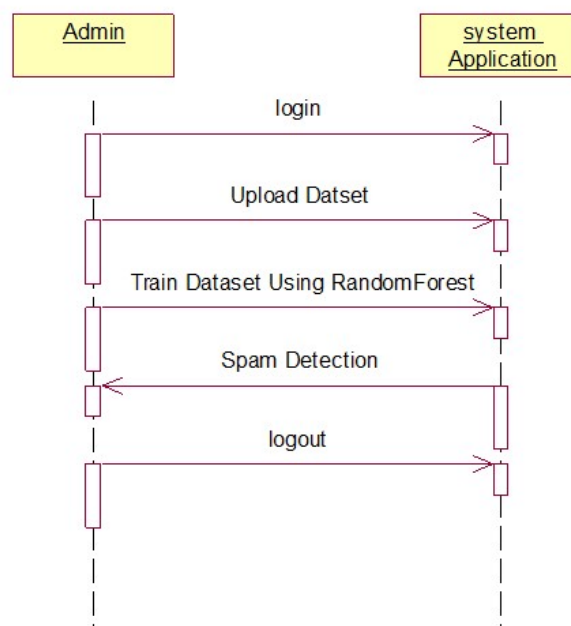 Admin
system
Application
login
Upload Datset
Train Dataset Using RandomForest
Spam Detection
logout